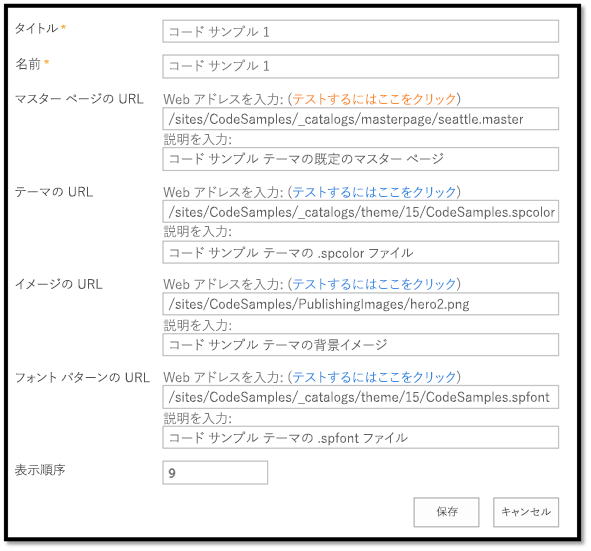 タイトル *
コード サンプル 1
名前 *
コード サンプル 1
マスター ページの URL
Web アドレスを入力: (テストするにはここをクリック)
/sites/CodeSamples/_catalogs/masterpage/seattle.master
説明を入力:
コード サンプル テーマの既定のマスター ページ
テーマの URL
Web アドレスを入力: (テストするにはここをクリック)
/sites/CodeSamples/_catalogs/theme/15/CodeSamples.spcolor
説明を入力:
コード サンプル テーマの .spcolor ファイル
イメージの URL
Web アドレスを入力: (テストするにはここをクリック)
/sites/CodeSamples/PublishingImages/hero2.png
説明を入力:
コード サンプル テーマの背景イメージ
フォント パターンの URL
Web アドレスを入力: (テストするにはここをクリック)
/sites/CodeSamples/_catalogs/theme/15/CodeSamples.spfont
説明を入力:
コード サンプル テーマの .spfont ファイル
表示順序
9
保存
キャンセル